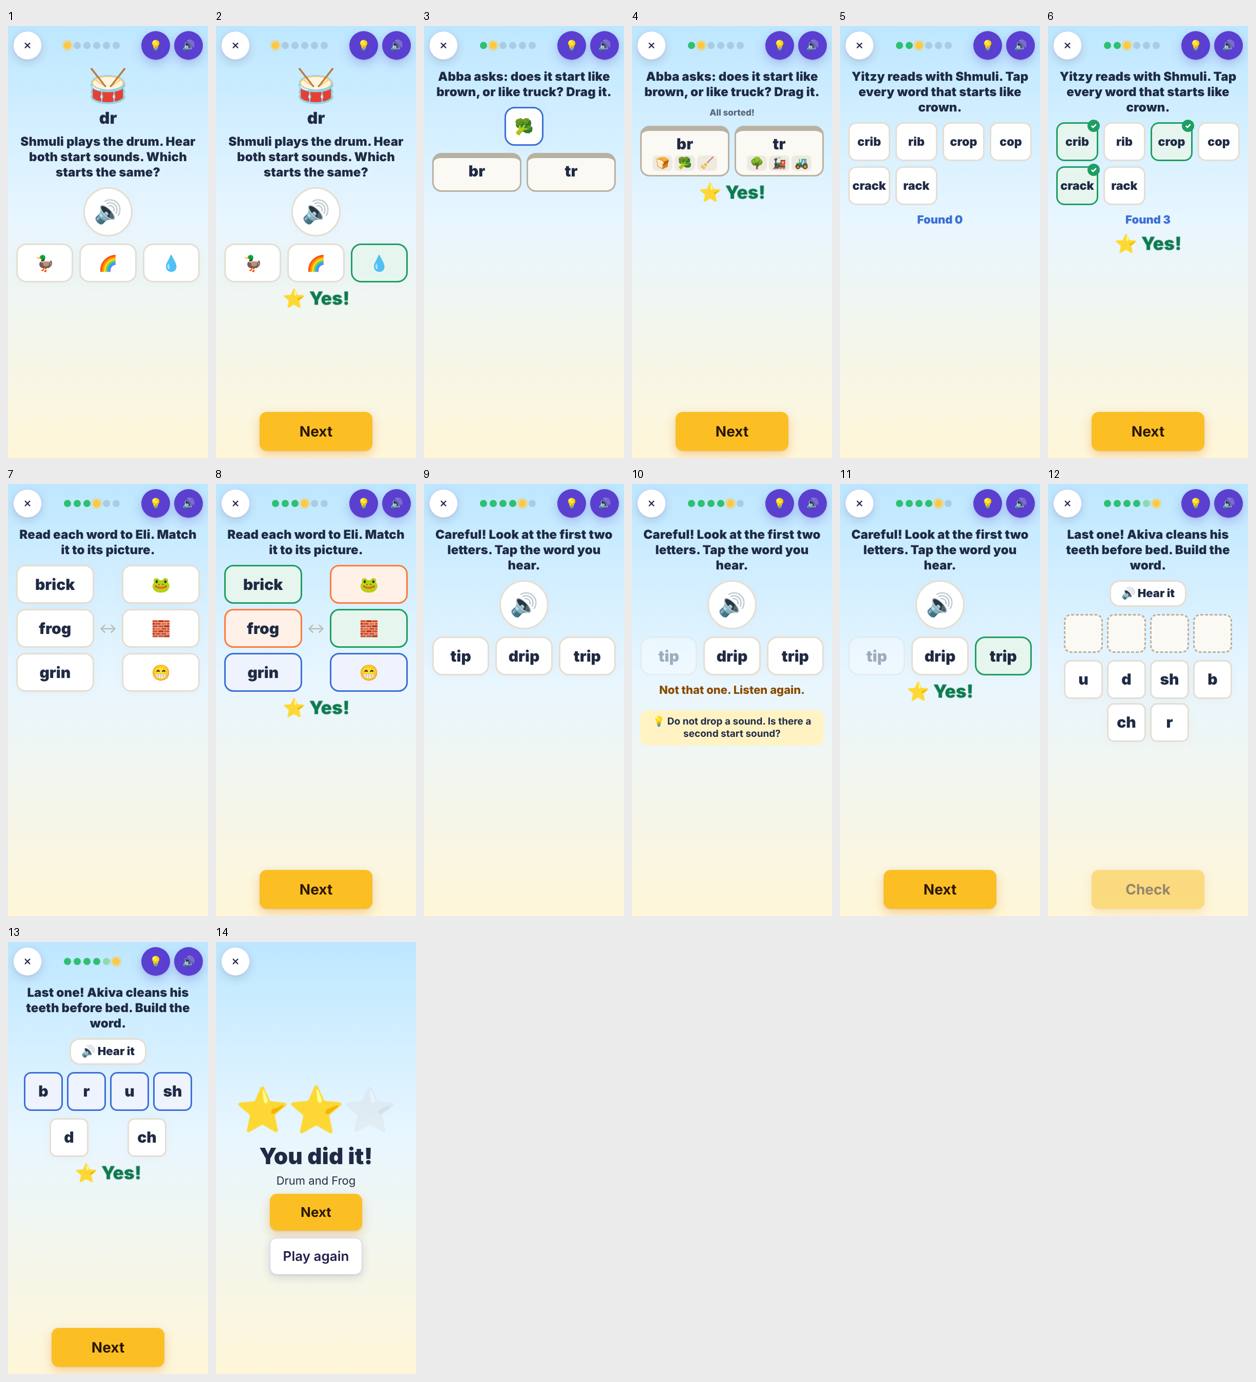 1
dr
Shmuli plays the drum. Hear
both start sounds. Which
starts the same?
2
dr
Shmuli plays the drum. Hear
both start sounds. Which
starts the same?
Yes!
Next
3
Abba asks: does it start like
brown, or like truck? Drag it.
br
tr
4
Abba asks: does it start like
brown, or like truck? Drag it.
All sorted!
br
tr
Yes!
Next
5
Yitzy reads with Shmuli. Tap
every word that starts like
crown.
crib rib crop cop
crack rack
Found 0
6
Yitzy reads with Shmuli. Tap
every word that starts like
crown.
crib rib crop cop
crack rack
Found 3
Yes!
Next
7
Read each word to Eli. Match
it to its picture.
brick
frog
grin
8
Read each word to Eli. Match
it to its picture.
brick
frog
grin
Yes!
Next
9
Careful! Look at the first two
letters. Tap the word you
hear.
tip drip trip
10
Careful! Look at the first two
letters. Tap the word you
hear.
tip drip trip
Not that one. Listen again.
Do not drop a sound. Is there a
second start sound?
11
Careful! Look at the first two
letters. Tap the word you
hear.
tip drip trip
Yes!
Next
12
Last one! Akiva cleans his
teeth before bed. Build the
word.
Hear it
u d sh b
ch r
Check
13
Last one! Akiva cleans his
teeth before bed. Build the
word.
Hear it
b r u sh
d ch
Yes!
Next
14
You did it!
Drum and Frog
Next
Play again